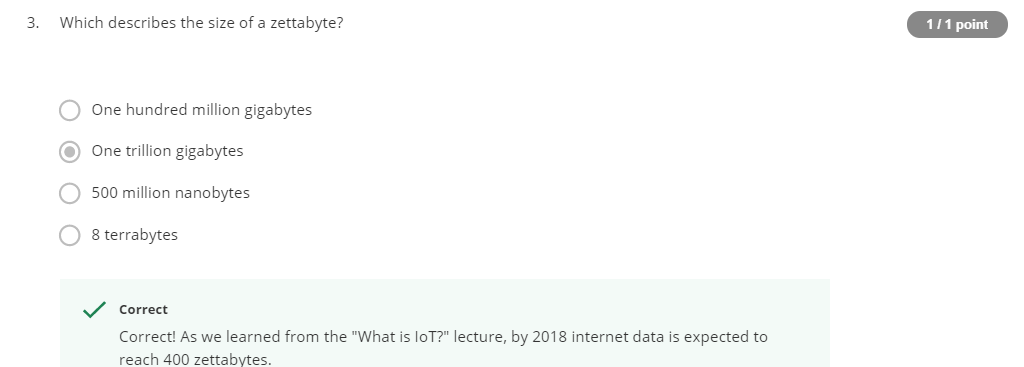 3. Which describes the size of a zettabyte?
1 / 1 point
One hundred million gigabytes
One trillion gigabytes
500 million nanobytes
8 terrabytes
Correct
Correct! As we learned from the "What is IoT?" lecture, by 2018 internet data is expected to
reach 400 zettabytes.